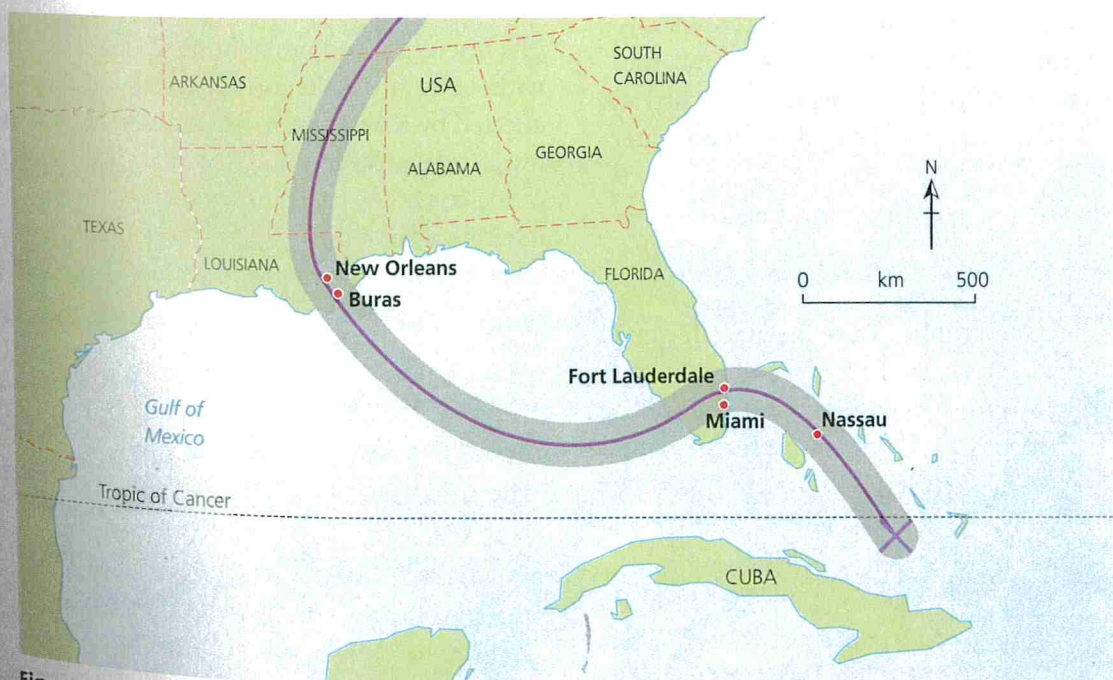 SOUTH
CAROLINA
ARKANSAS
USA
MISSISSIPPI
GEORGIA
ALABAMA
N
TEXAS
LOUISIANA
New Orleans
FLORIDA
0 km 500
Buras
Fort Lauderdale
Gulf of
Mexico
Miami
Nassau
Tropic of Cancer
CUBA